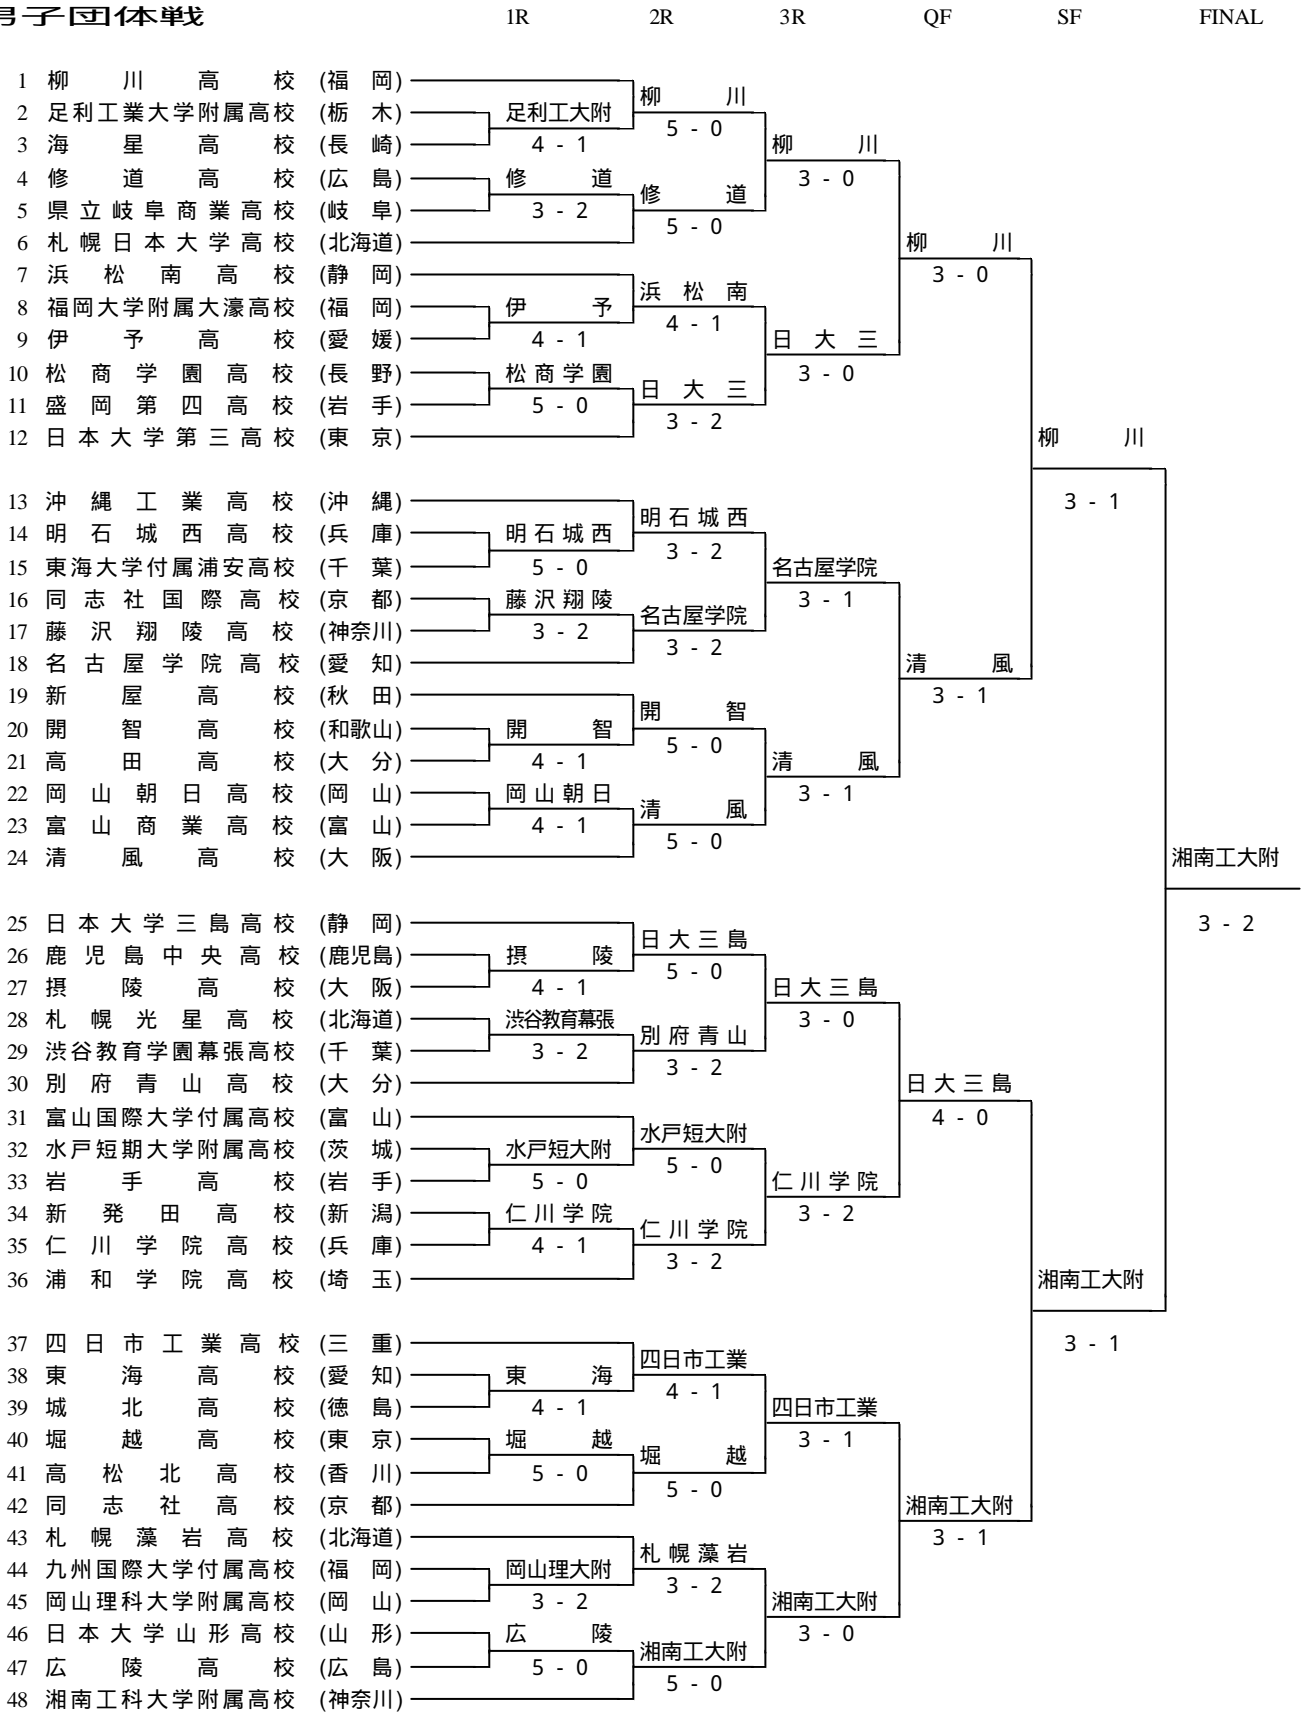 男子団体戦 1R 2R 3R QF SF FINAL
1 柳川高校 (福岡)
柳川
2 足利工業大学附属高校 (栃木) 足利工大附
5 - 0
3 海星高校 (長崎) 4 - 1 柳川
4 修道高校 (広島) 修道 3 - 0
修道
5 県立岐阜商業高校 (岐阜) 3 - 2
5 - 0
6 札幌日本大学高校 (北海道) 柳川
7 浜松南高校 (静岡) 3 - 0
浜松南
8 福岡大学附属大濠高校 (福岡) 伊予
4 - 1
9 伊予高校 (愛媛) 4 - 1 日大三
10 松商学園高校 (長野) 松商学園 3 - 0
日大三
11 盛岡第四高校 (岩手) 5 - 0
3 - 2
12 日本大学第三高校 (東京) 柳川
13 沖縄工業高校 (沖縄) 3 - 1
明石城西
14 明石城西高校 (兵庫) 明石城西
3 - 2
15 東海大学付属浦安高校 (千葉) 5 - 0 名古屋学院
16 同志社国際高校 (京都) 藤沢翔陵 3 - 1
名古屋学院
17 藤沢翔陵高校 (神奈川) 3 - 2
3 - 2
18 名古屋学院高校 (愛知) 清風
19 新屋高校 (秋田) 3 - 1
開智
20 開智高校 (和歌山) 開智
5 - 0
21 高田高校 (大分) 4 - 1 清風
22 岡山朝日高校 (岡山) 岡山朝日 3 - 1
清風
23 富山商業高校 (富山) 4 - 1
5 - 0
24 清風高校 (大阪) 湘南工大附
25 日本大学三島高校 (静岡) 3 - 2
日大三島
26 鹿児島中央高校 (鹿児島) 摂陵
5 - 0
27 摂陵高校 (大阪) 4 - 1 日大三島
28 札幌光星高校 (北海道) 渋谷教育幕張 3 - 0
別府青山
29 渋谷教育学園幕張高校 (千葉) 3 - 2
3 - 2
30 別府青山高校 (大分) 日大三島
31 富山国際大学付属高校 (富山) 4 - 0
水戸短大附
32 水戸短期大学附属高校 (茨城) 水戸短大附
5 - 0
33 岩手高校 (岩手) 5 - 0 仁川学院
34 新発田高校 (新潟) 仁川学院 3 - 2
仁川学院
35 仁川学院高校 (兵庫) 4 - 1
3 - 2
36 浦和学院高校 (埼玉) 湘南工大附
37 四日市工業高校 (三重) 3 - 1
四日市工業
38 東海高校 (愛知) 東海
4 - 1
39 城北高校 (徳島) 4 - 1 四日市工業
40 堀越高校 (東京) 堀越 3 - 1
堀越
41 高松北高校 (香川) 5 - 0
5 - 0
42 同志社高校 (京都) 湘南工大附
43 札幌藻岩高校 (北海道) 3 - 1
札幌藻岩
44 九州国際大学付属高校 (福岡) 岡山理大附
3 - 2
45 岡山理科大学附属高校 (岡山) 3 - 2 湘南工大附
46 日本大学山形高校 (山形) 広陵 3 - 0
湘南工大附
47 広陵高校 (広島) 5 - 0
5 - 0
48 湘南工科大学附属高校 (神奈川)